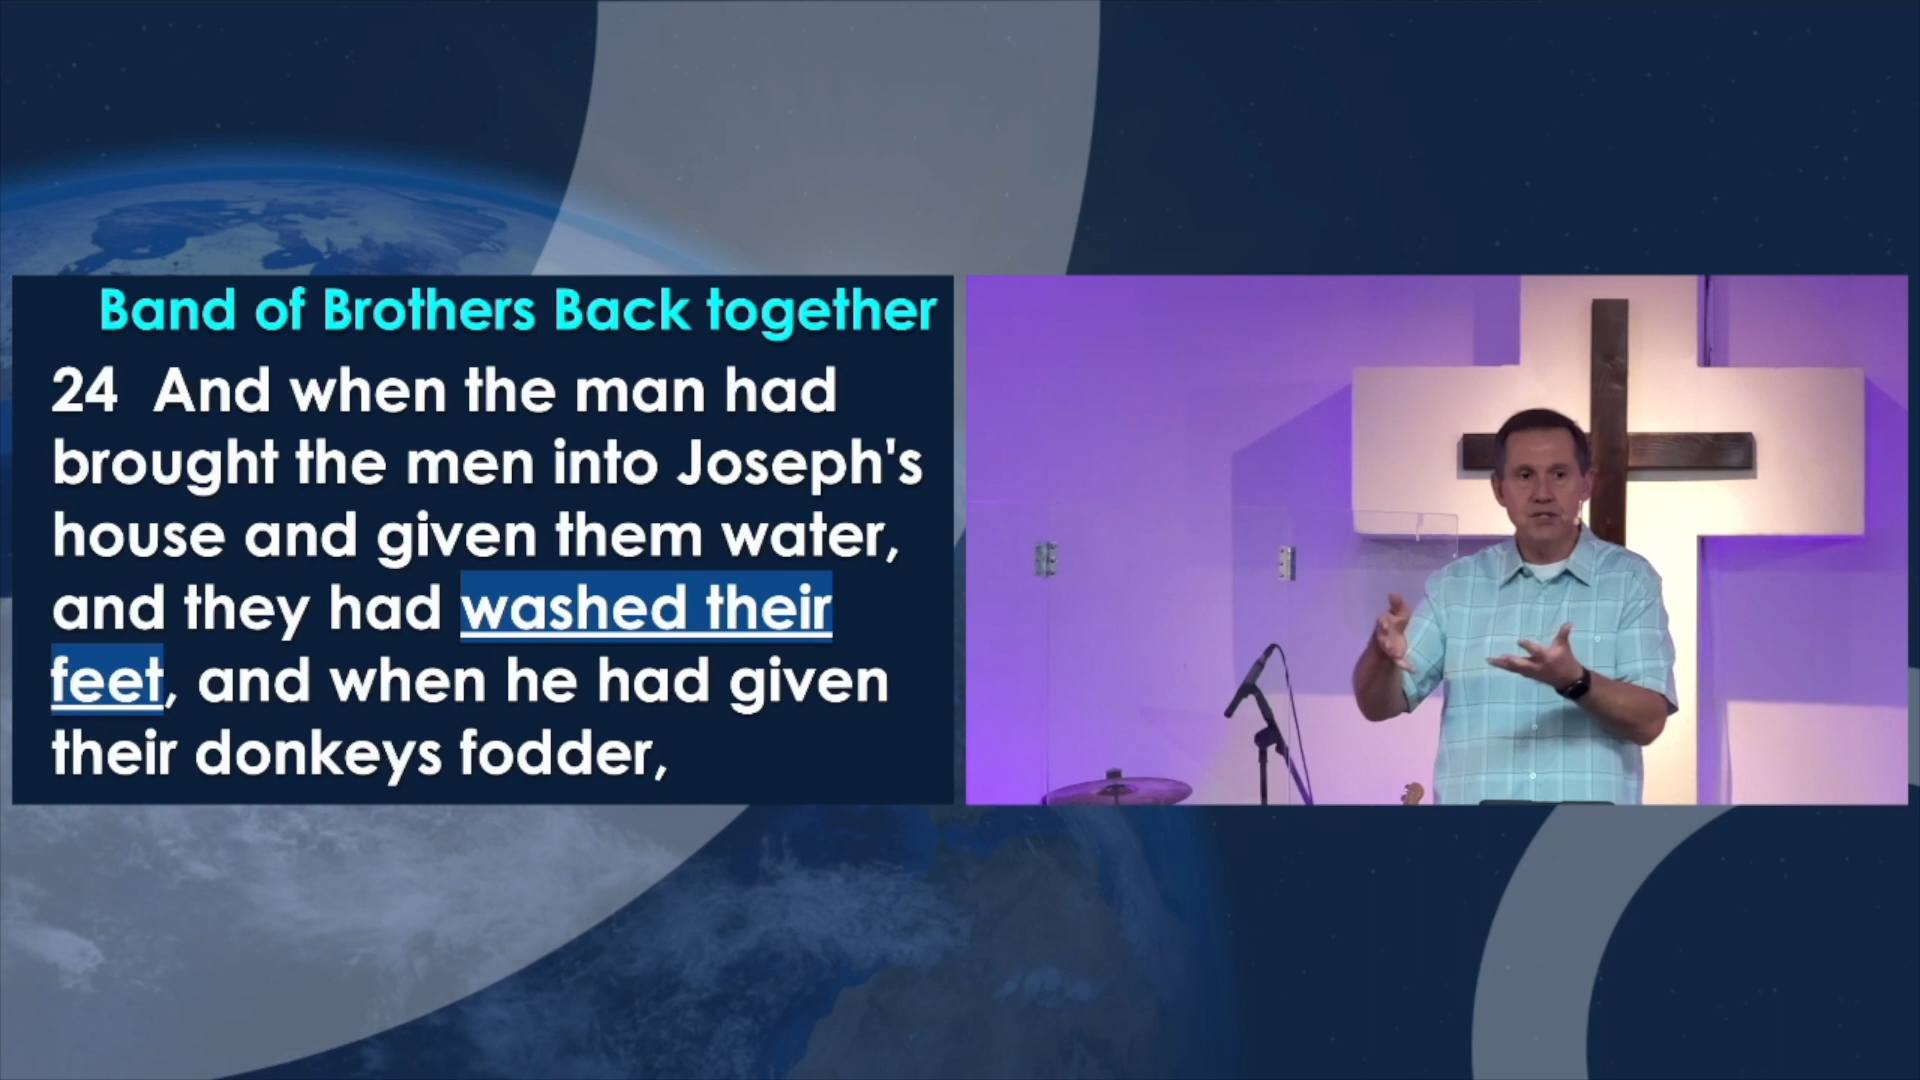 Band of Brothers Back together
24 And when the man had
brought the men into Joseph's
house and given them water,
and they had washed their
feet, and when he had given
their donkeys fodder,